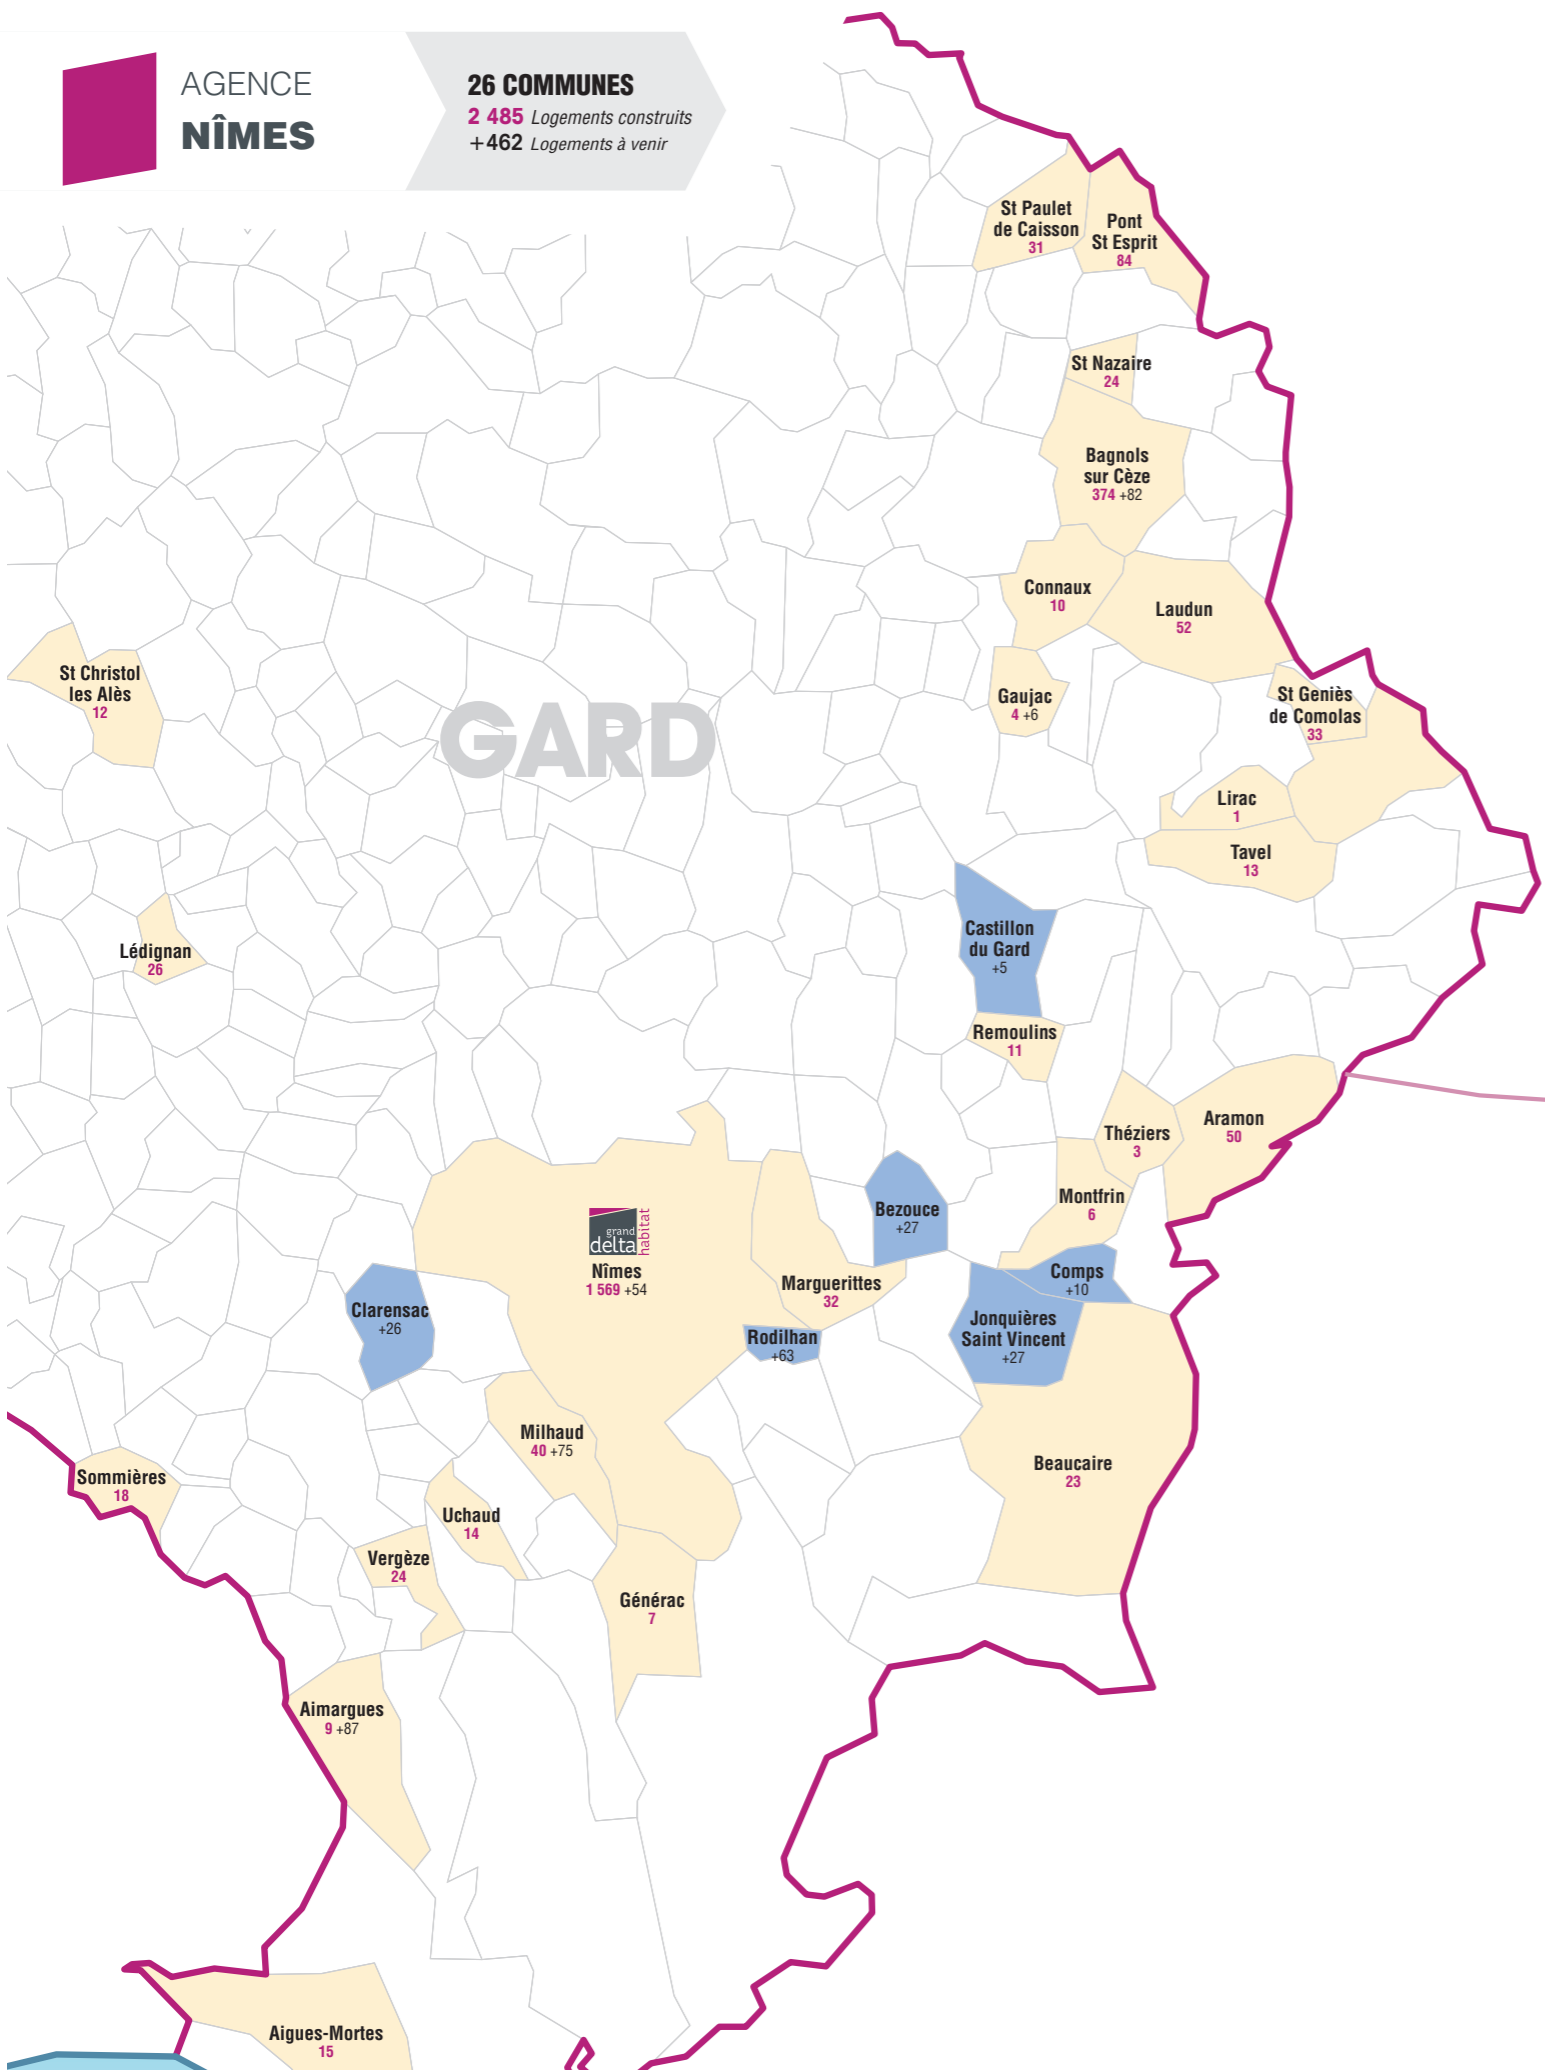 AGENCE
NÎMES
26 COMMUNES
2 485 Logements construits
+462 Logements à venir
St Paulet
de Caisson
31
Pont
St Esprit
84
St Nazaire
24
Bagnols
sur Cèze
374 +82
Connaux
10
Laudun
52
St Christol
les Alès
12
Gaujac
4 +6
St Geniès
de Comolas
33
GARD
Lirac
1
Tavel
13
Lédignan
26
Castillon
du Gard
+5
Remoulins
11
Aramon
50
Théziers
3
Montfrin
6
Bezouce
+27
grand
delta
habitat
Nîmes
1 569 +54
Marguerittes
32
Comps
+10
Clarensac
+26
Rodilhan
+63
Jonquières
Saint Vincent
+27
Milhaud
40 +75
Beaucaire
23
Sommières
18
Uchaud
14
Vergèze
24
Générac
7
Aimargues
9 +87
Aigues-Mortes
15